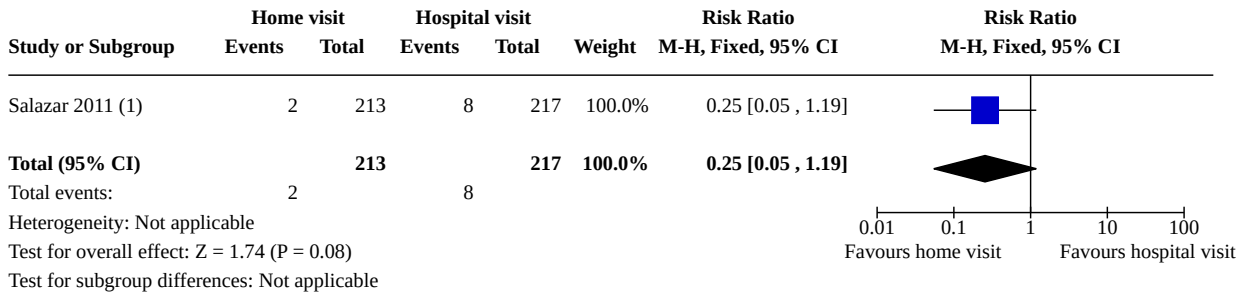 Home visit Hospital visit Risk Ratio Risk Ratio
Study or Subgroup Events Total Events Total Weight M-H, Fixed, 95% CI M-H, Fixed, 95% CI
Salazar 2011 (1) 2 213 8 217 100.0% 0.25 [0.05 , 1.19]
Total (95% CI) 213 217 100.0% 0.25 [0.05 , 1.19]
Total events: 2 8
Heterogeneity: Not applicable
0.01 0.1 1 10 100
Test for overall effect: Z = 1.74 (P = 0.08)
Favours home visit Favours hospital visit
Test for subgroup differences: Not applicable